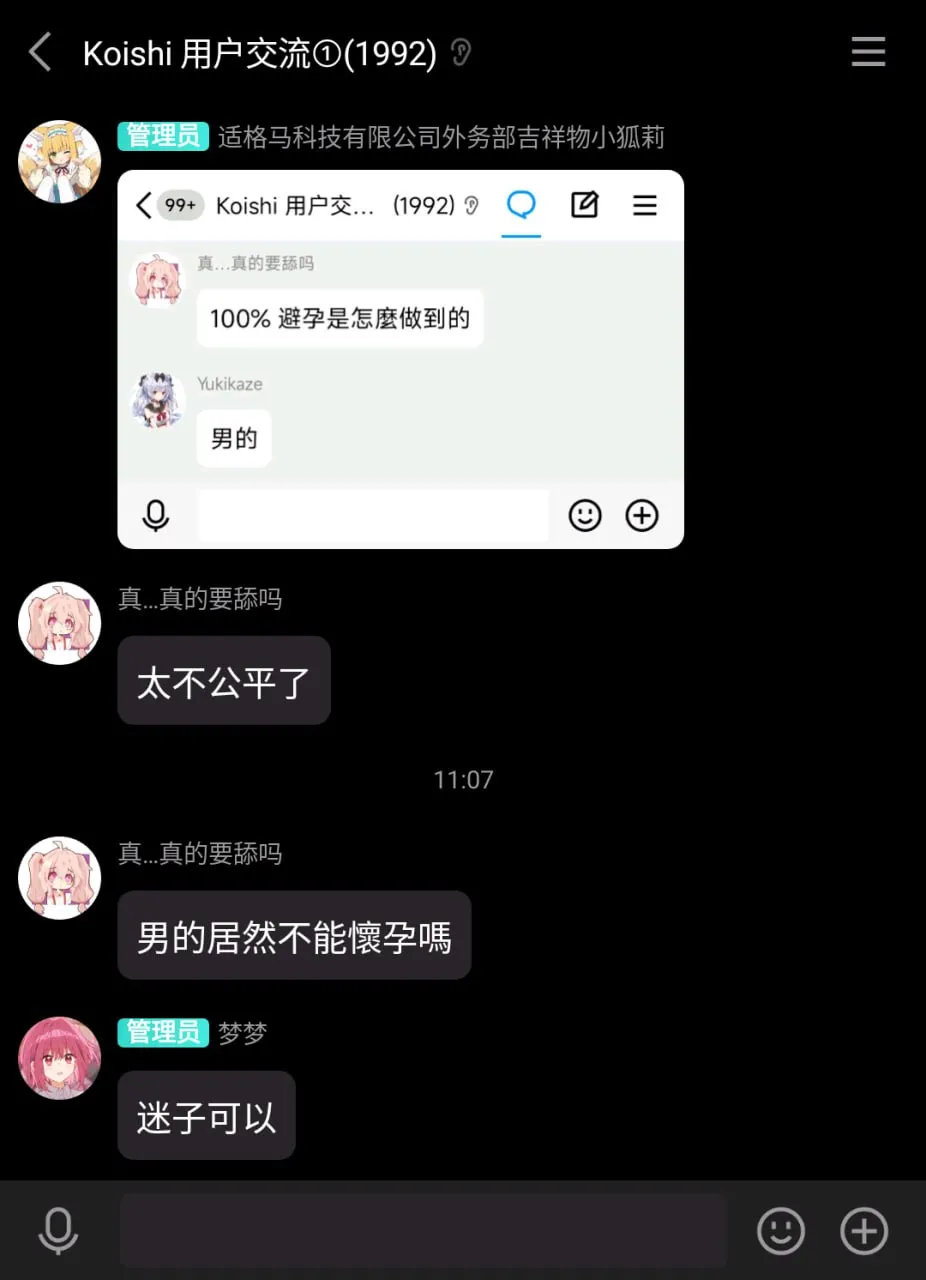 Koishi 用户交流①(1992)
管理员 适格马科技有限公司外务部吉祥物小狐莉
99+ Koishi 用户交... (1992)
真...真的要舔吗
100% 避孕是怎麼做到的
Yukikaze
男的
真...真的要舔吗
太不公平了
11:07
真...真的要舔吗
男的居然不能懷孕嗎
管理员 梦梦
迷子可以